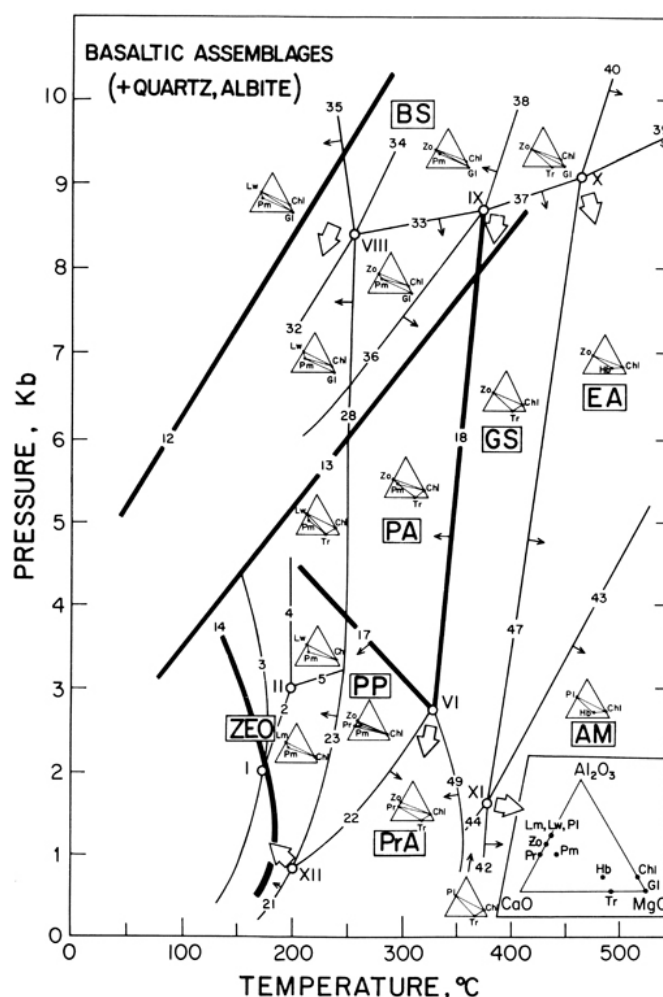 BASALTIC ASSEMBLAGES
(+QUARTZ, ALBITE)
PRESSURE, Kb
10
9
8
7
6
5
4
3
2
1
0
0
100
200
300
400
500
TEMPERATURE, °C
35
BS
38
40
34
39
Zo
Pm
Chl
Gl
Zo
Chl
Tr
Gl
Lw
Pm
Chl
Gl
IX
X
33
37
VIII
Zo
Pm
Chl
Gl
32
36
Lw
Pm
Chl
Gl
28
Zo
Chl
Hb
EA
Zo
Chl
Tr
GS
12
18
13
Zo
Pm
Chl
Tr
PA
Lw
Pm
Chl
Tr
14
4
17
43
3
47
Lw
Pm
Ch
5
II
2
PP
ZEO
Zo
Pr
Pm
Chl
VI
Lm
Pm
Chl
23
I
Pl
Chl
Hb
AM
49
XI
22
Zo
Pr
Chl
Tr
PrA
44
42
XII
21
Pl
Chl
Tr
Al₂O₃
Lm, Lw, Pl
Zo
Pr
Pm
Hb
Chl
Gl
CaO
Tr
MgO